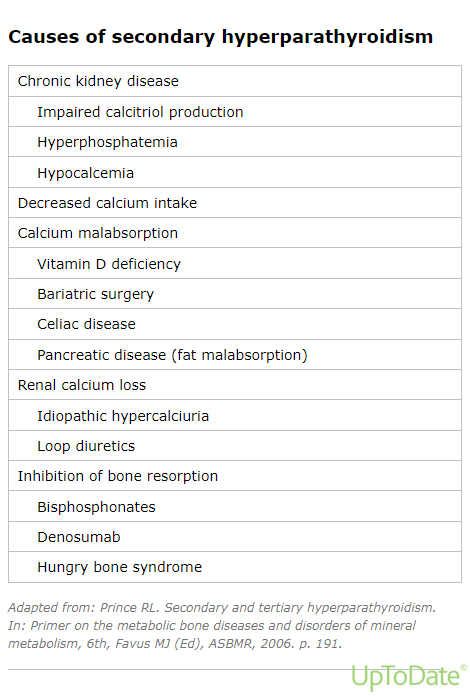 Causes of secondary hyperparathyroidism
Chronic kidney disease
Impaired calcitriol production
Hyperphosphatemia
Hypocalcemia
Decreased calcium intake
Calcium malabsorption
Vitamin D deficiency
Bariatric surgery
Celiac disease
Pancreatic disease (fat malabsorption)
Renal calcium loss
Idiopathic hypercalciuria
Loop diuretics
Inhibition of bone resorption
Bisphosphonates
Denosumab
Hungry bone syndrome
Adapted from: Prince RL. Secondary and tertiary hyperparathyroidism.
In: Primer on the metabolic bone diseases and disorders of mineral
metabolism, 6th, Favus MJ (Ed), ASBMR, 2006. p. 191.
UpToDate®